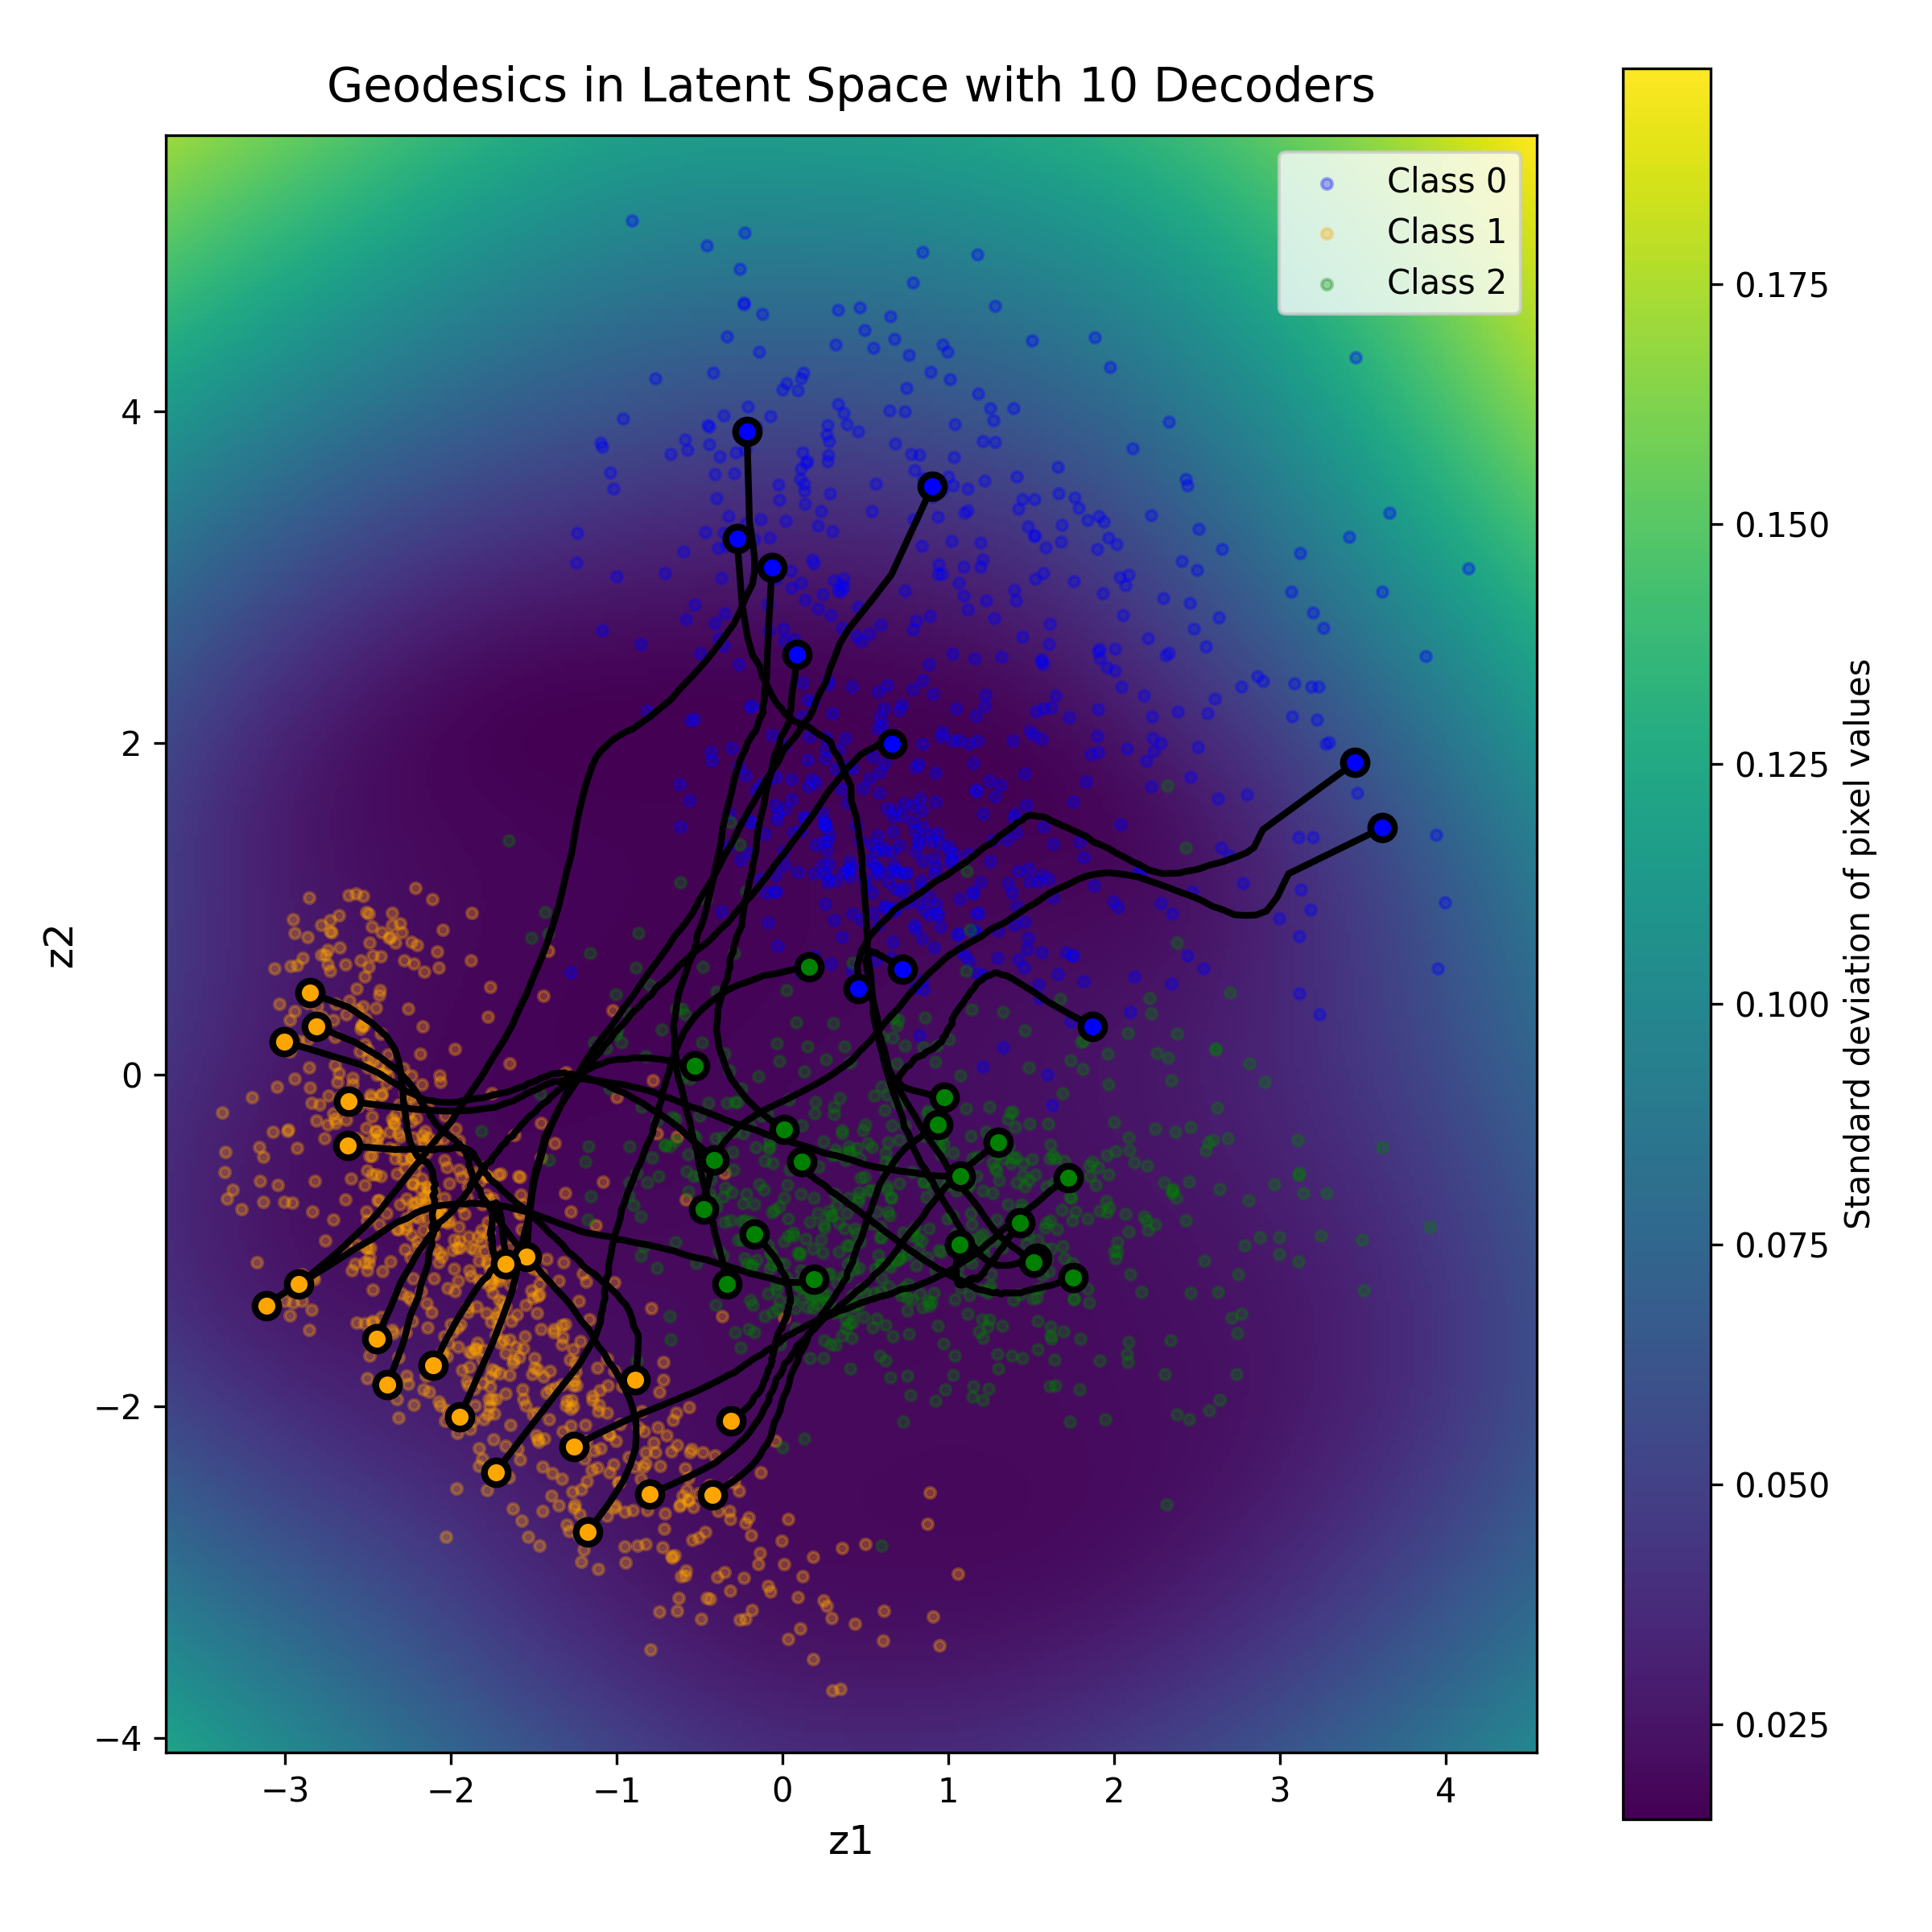 Geodesics in Latent Space with 10 Decoders
Class 0
Class 1
Class 2
4
2
0
−2
−4
z2
−3
−2
−1
0
1
2
3
4
z1
0.175
0.150
0.125
0.100
0.075
0.050
0.025
Standard deviation of pixel values